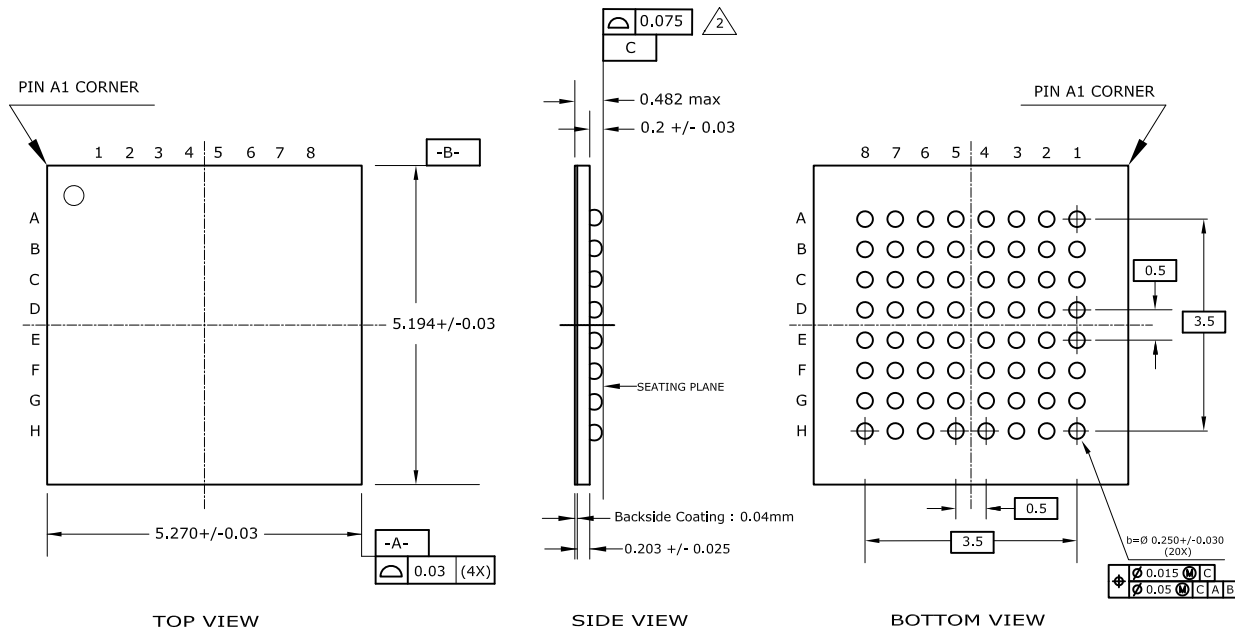 0.075
2
C
PIN A1 CORNER
0.482 max
PIN A1 CORNER
0.2 +/- 0.03
1 2 3 4 5 6 7 8
-B-
8 7 6 5 4 3 2 1
A
B
C
D
E
F
G
H
5.194+/-0.03
SEATING PLANE
A
B
C
D
E
F
G
H
0.5
3.5
Backside Coating : 0.04mm
0.203 +/- 0.025
0.5
3.5
5.270+/-0.03
-A-
0.03 (4X)
b=Ø 0.250+/-0.030
(20X)
Ø 0.015 Ⓜ C
Ø 0.05 Ⓜ C A B
TOP VIEW
SIDE VIEW
BOTTOM VIEW